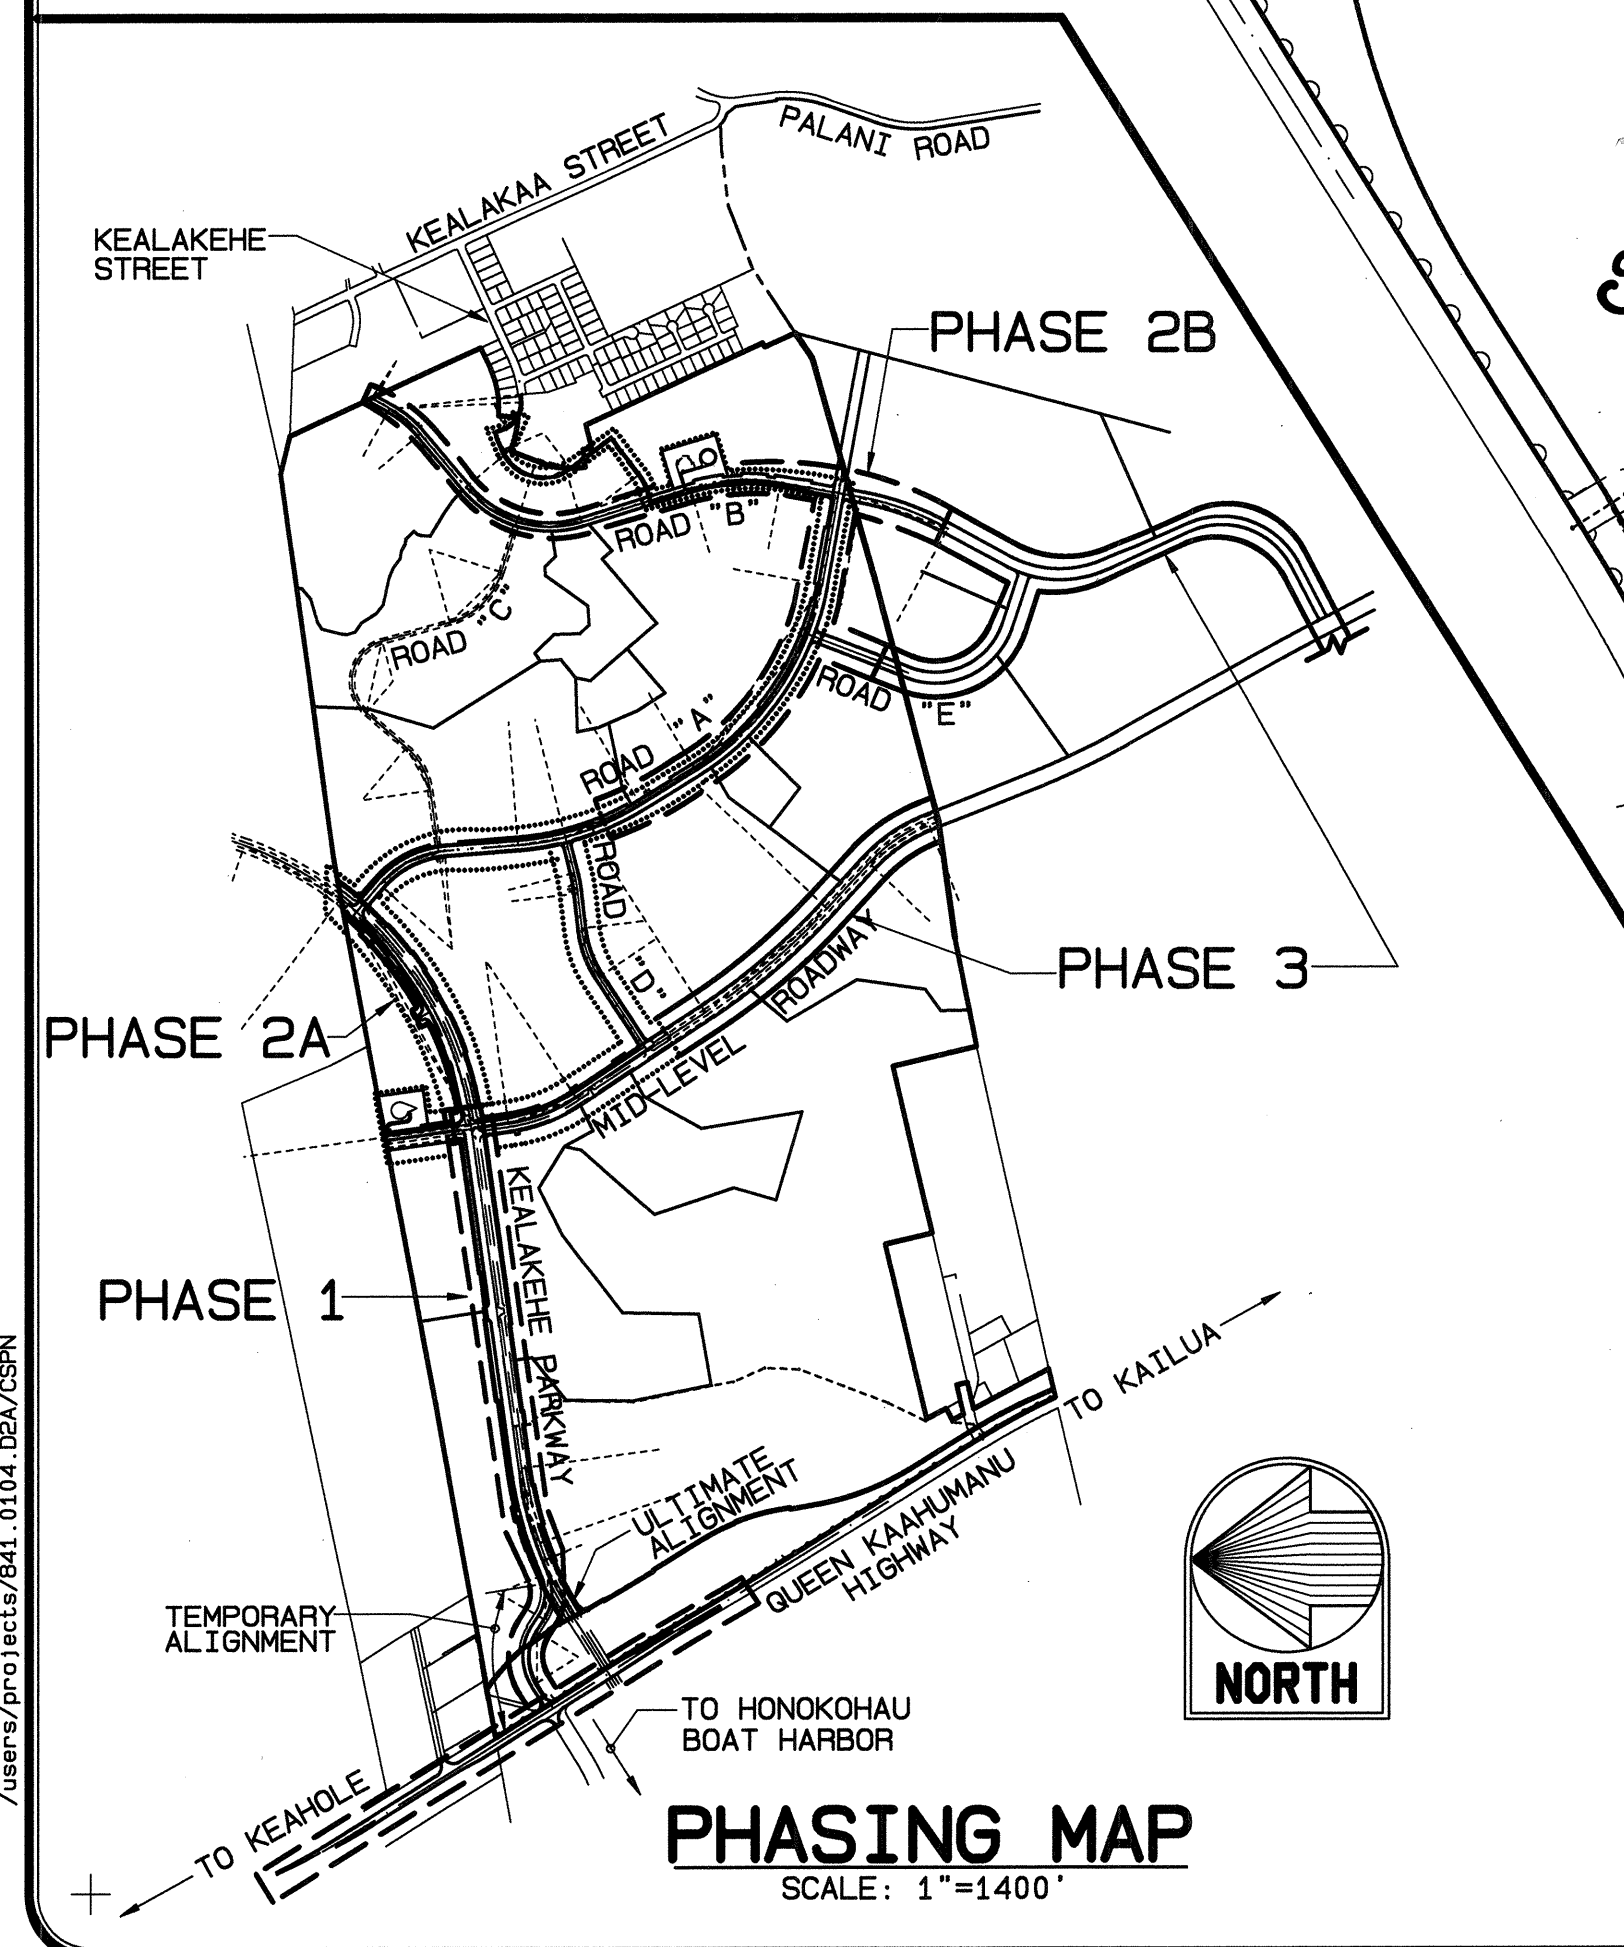 PALANI ROAD
KEALAKAA STREET
KEALAKEHE
STREET
PHASE 2B
ROAD "B"
ROAD "C"
ROAD "E"
ROAD "A"
ROAD "D"
PHASE 3
ROADWAY
MID-LEVEL
PHASE 2A
KEALAKEHE PARKWAY
PHASE 1
TO KAILUA
ULTIMATE
ALIGNMENT
QUEEN KAAHUMANU
HIGHWAY
TEMPORARY
ALIGNMENT
NORTH
TO HONOKOHAU
BOAT HARBOR
TO KEAHOLE
PHASING MAP
SCALE: 1"=1400'
/users/projects/841.0104.D2A/CSPN